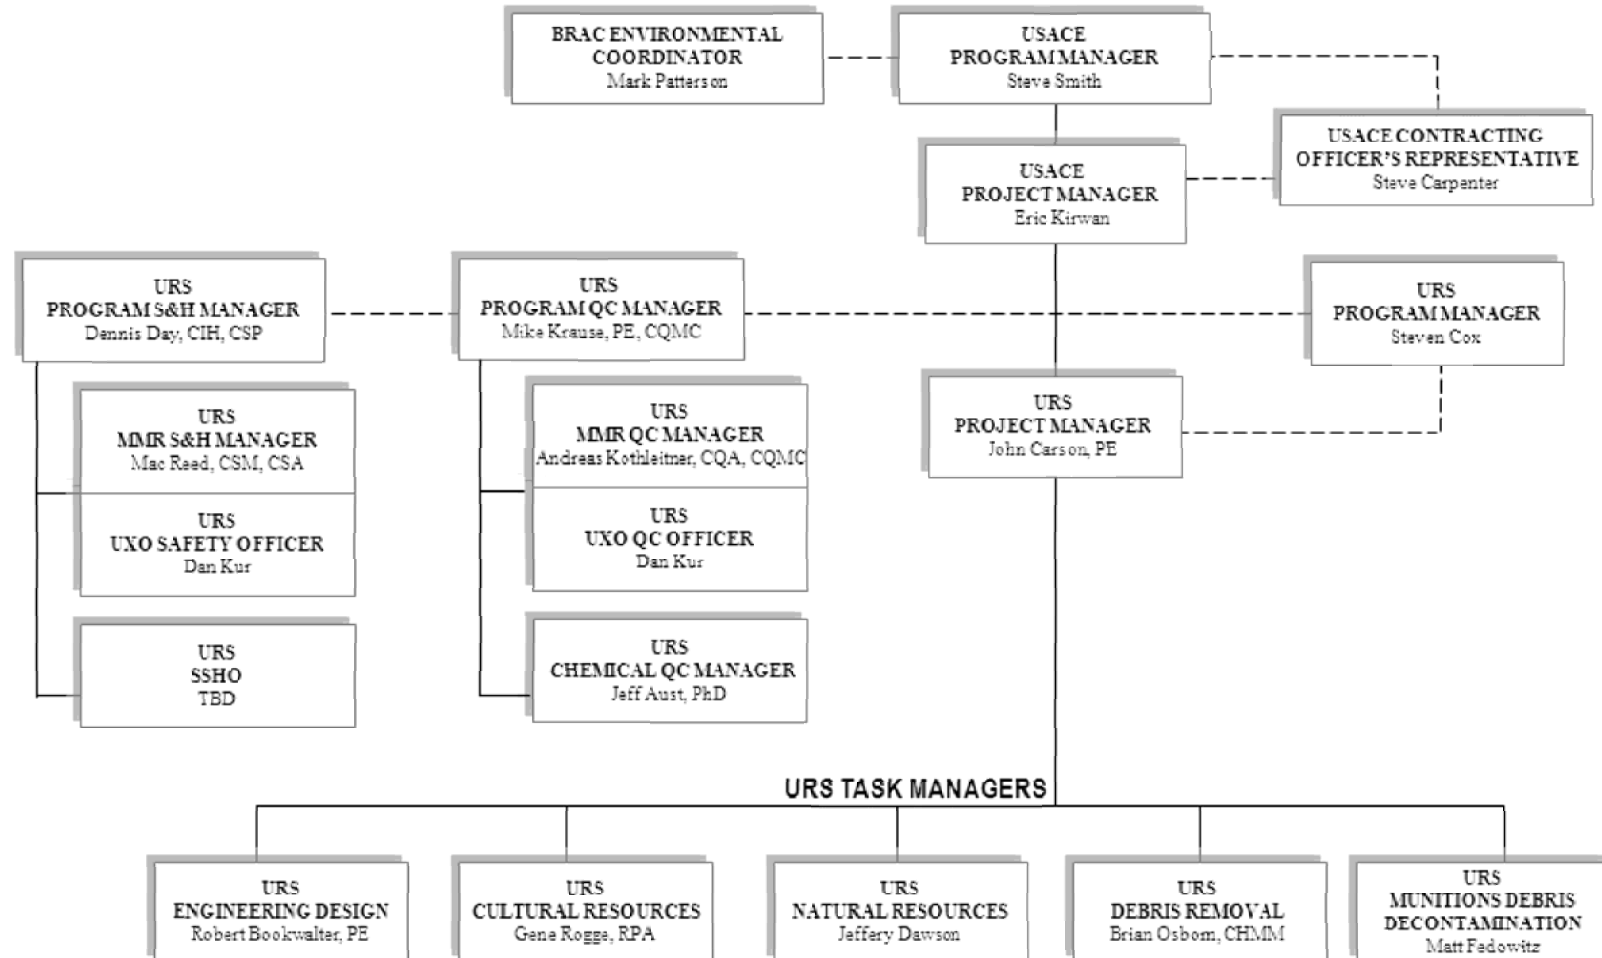 BRAC ENVIRONMENTAL
COORDINATOR
Mark Patterson
USACE
PROGRAM MANAGER
Steve Smith
USACE CONTRACTING
OFFICER'S REPRESENTATIVE
Steve Carpenter
USACE
PROJECT MANAGER
Eric Kirwan
URS
PROGRAM S&H MANAGER
Dennis Day, CIH, CSP
URS
PROGRAM QC MANAGER
Mike Krause, PE, CQMC
URS
PROGRAM MANAGER
Steven Cox
URS
PROJECT MANAGER
John Carson, PE
URS
MMR S&H MANAGER
Mac Reed, CSM, CSA
URS
UXO SAFETY OFFICER
Dan Kur
URS
SSHO
TBD
URS
MMR QC MANAGER
Andreas Kothleitner, CQA, CQMC
URS
UXO QC OFFICER
Dan Kur
URS
CHEMICAL QC MANAGER
Jeff Aust, PhD
URS TASK MANAGERS
URS
ENGINEERING DESIGN
Robert Bookwalter, PE
URS
CULTURAL RESOURCES
Gene Rogge, RPA
URS
NATURAL RESOURCES
Jeffery Dawson
URS
DEBRIS REMOVAL
Brian Osborn, CHMM
URS
MUNITIONS DEBRIS
DECONTAMINATION
Matt Fedowitz